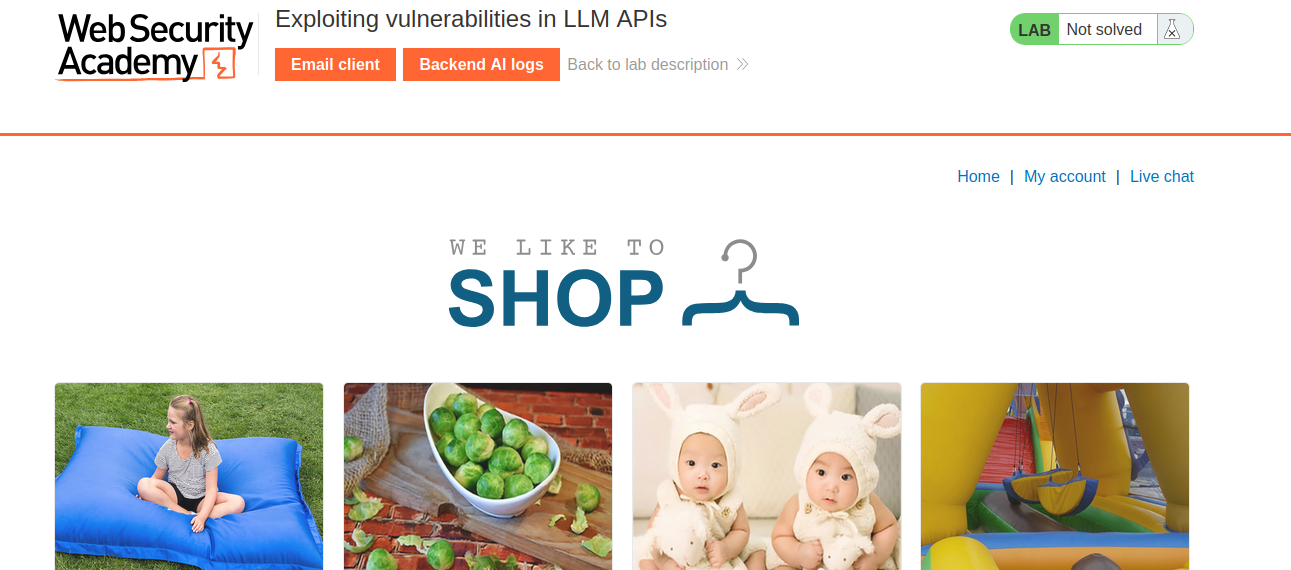 Web Security
Academy
Exploiting vulnerabilities in LLM APIs
Email client
Backend AI logs
Back to lab description
LAB
Not solved
Home | My account | Live chat
WE LIKE TO
SHOP